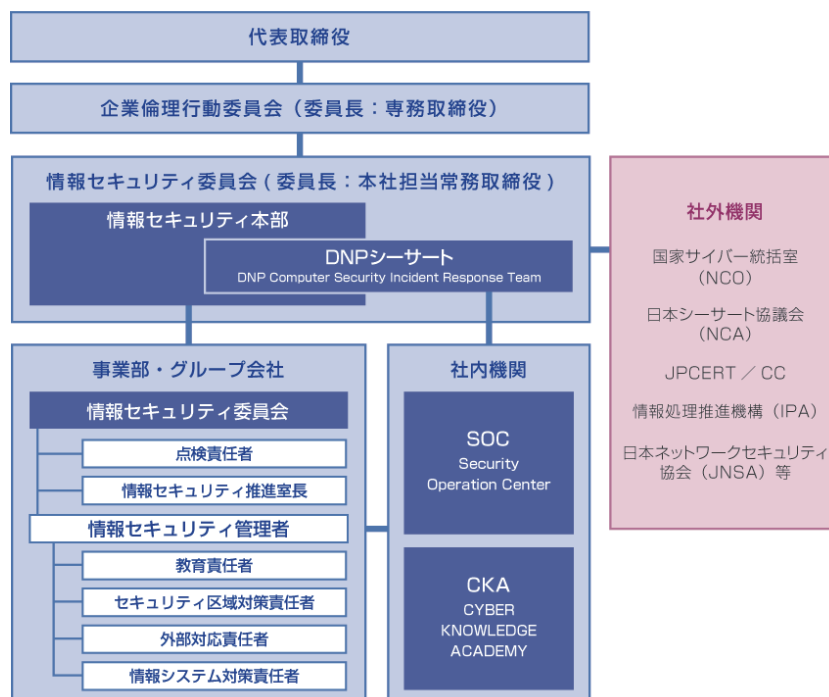 代表取締役
企業倫理行動委員会（委員長：専務取締役）
情報セキュリティ委員会 ( 委員長：本社担当常務取締役 )
情報セキュリティ本部
DNPシーサート
DNP Computer Security Incident Response Team
事業部・グループ会社
情報セキュリティ委員会
点検責任者
情報セキュリティ推進室長
情報セキュリティ管理者
教育責任者
セキュリティ区域対策責任者
外部対応責任者
情報システム対策責任者
社内機関
SOC
Security
Operation Center
CKA
CYBER
KNOWLEDGE
ACADEMY
社外機関
国家サイバー統括室
（NCO）
日本シーサート協議会
（NCA）
JPCERT ／ CC
情報処理推進機構（IPA）
日本ネットワークセキュリティ
協会（JNSA）等